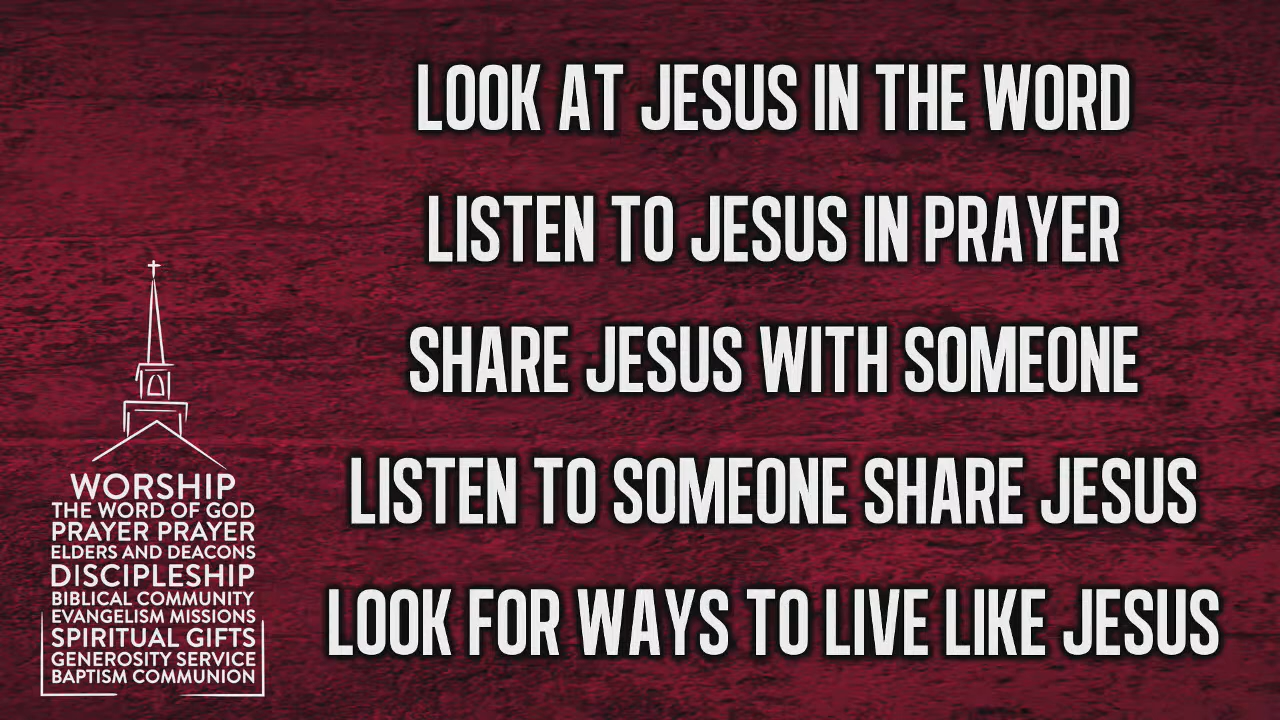 LOOK AT JESUS IN THE WORD
LISTEN TO JESUS IN PRAYER
SHARE JESUS WITH SOMEONE
LISTEN TO SOMEONE SHARE JESUS
LOOK FOR WAYS TO LIVE LIKE JESUS
WORSHIP
THE WORD OF GOD
PRAYER PRAYER
ELDERS AND DEACONS
DISCIPLESHIP
BIBLICAL COMMUNITY
EVANGELISM MISSIONS
SPIRITUAL GIFTS
GENEROSITY SERVICE
BAPTISM COMMUNION